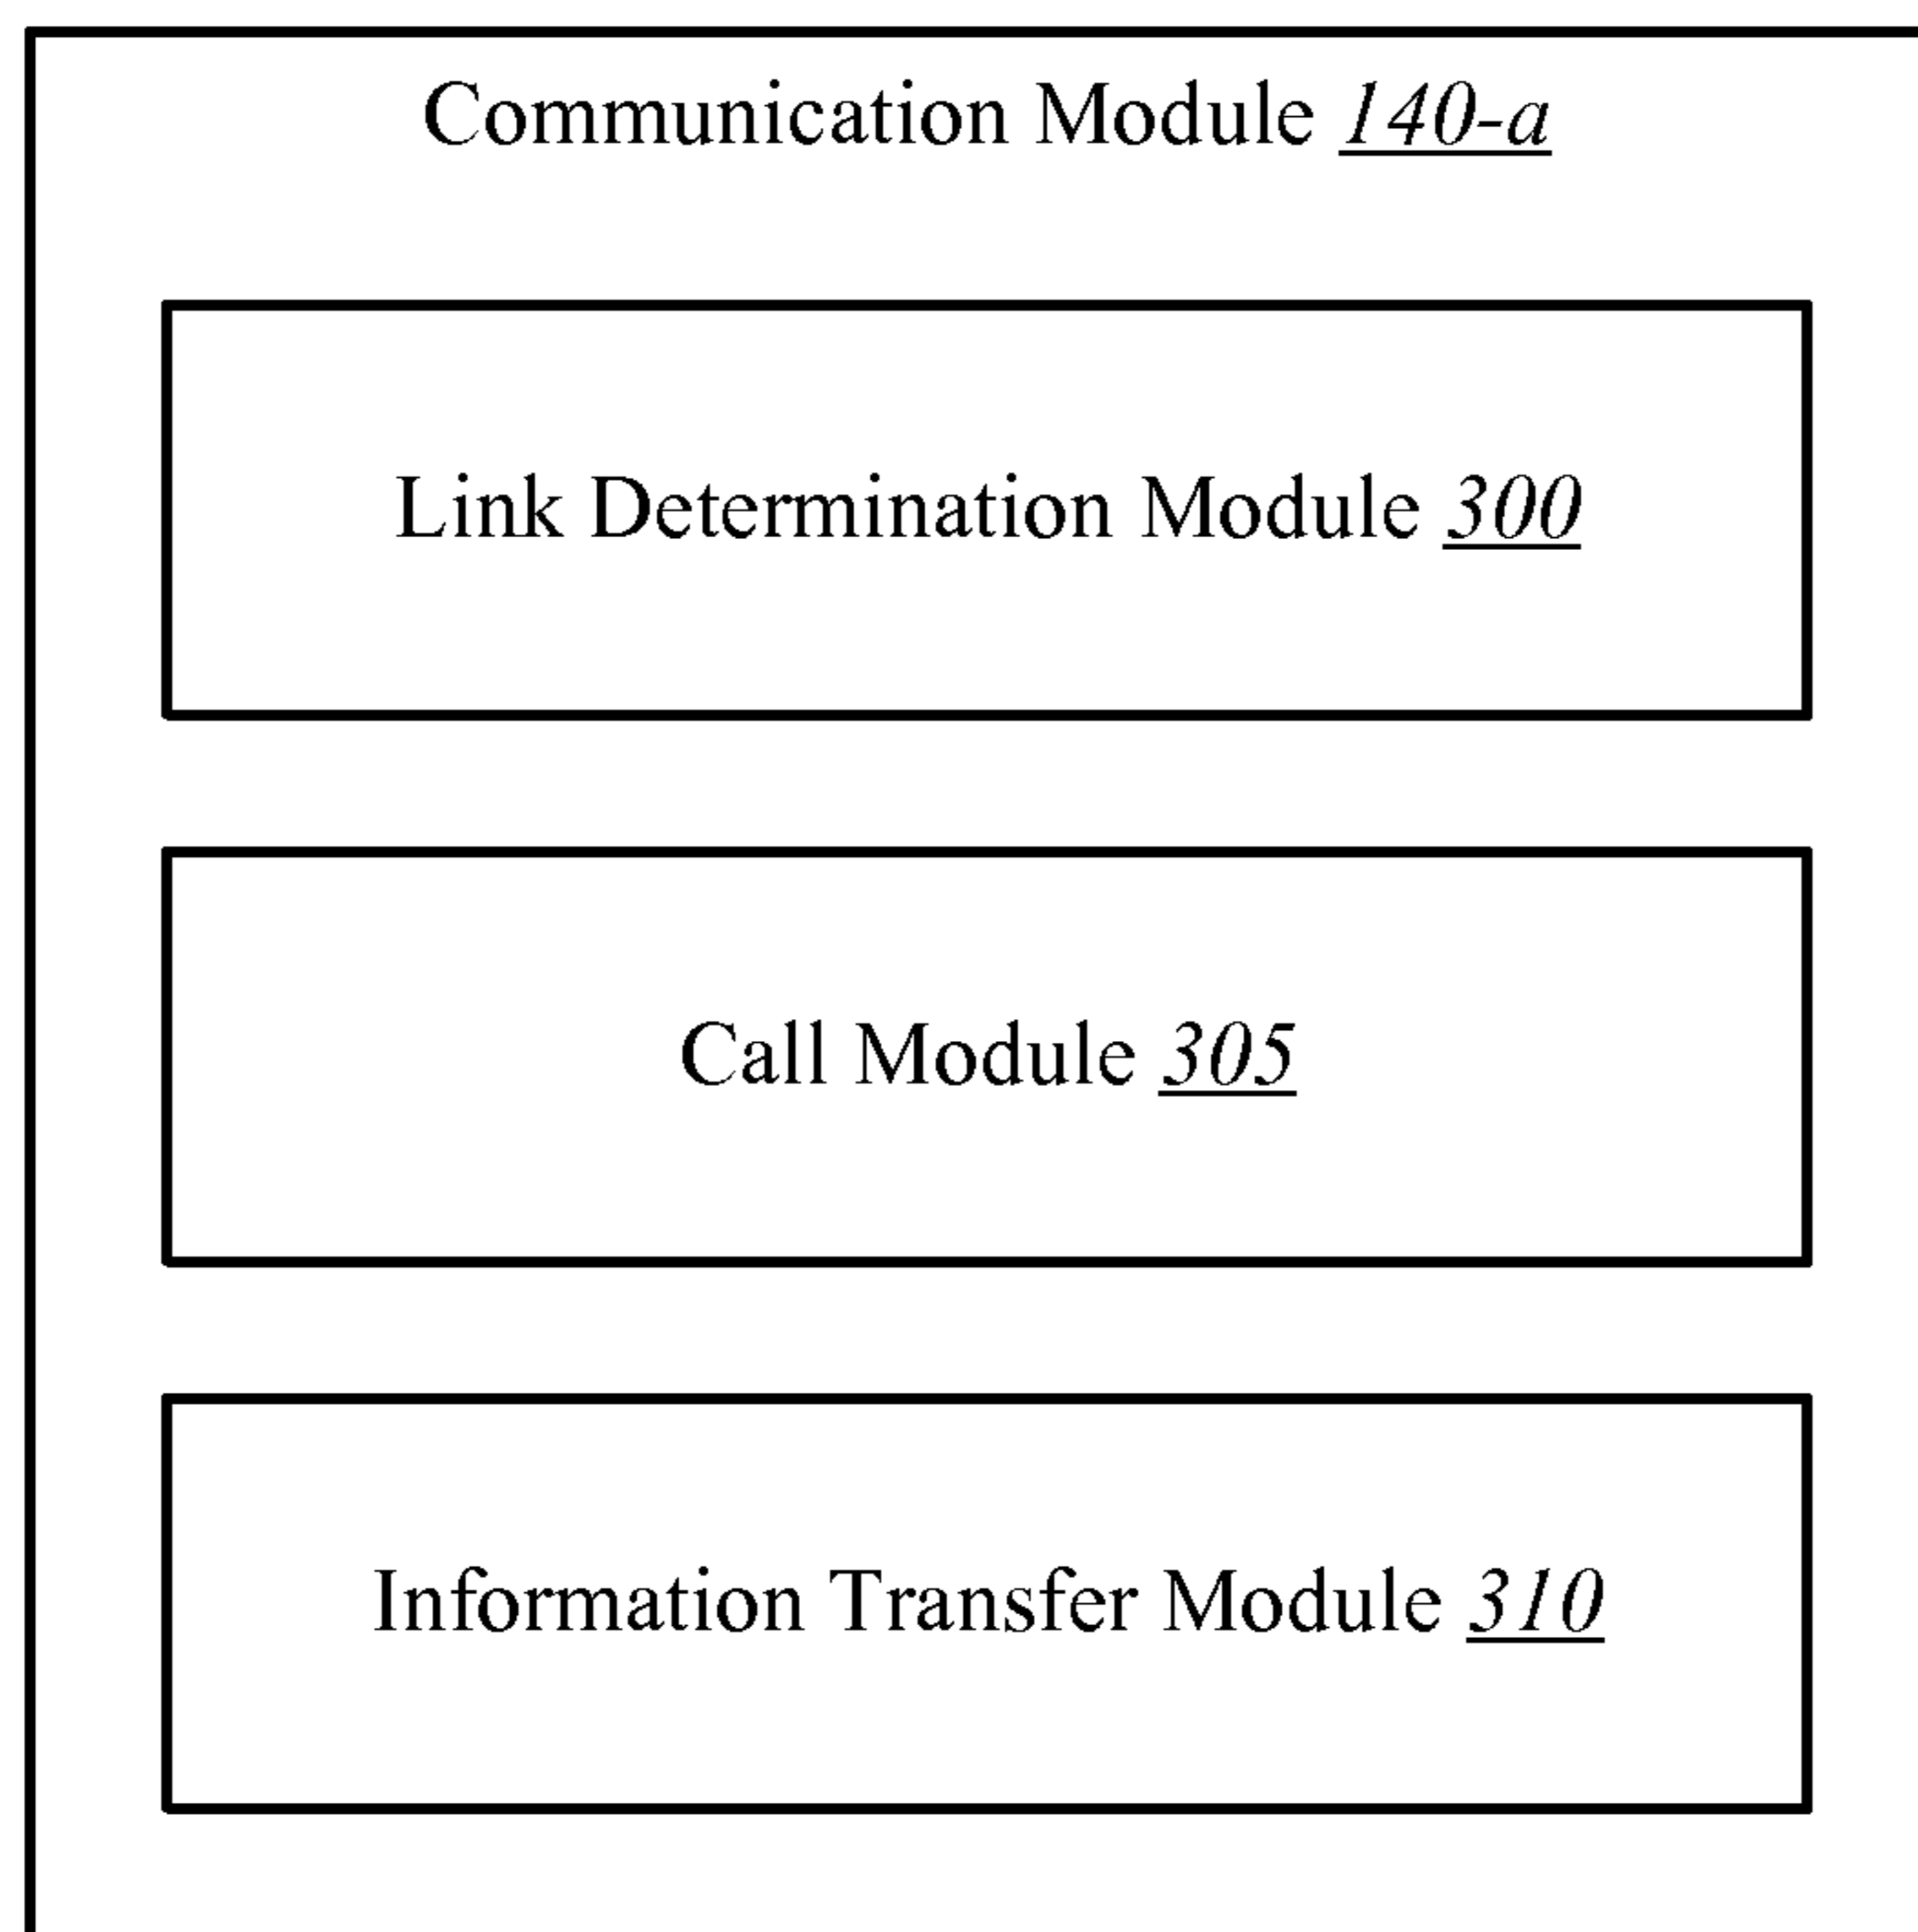 Communication Module 140-a
Link Determination Module 300
Call Module 305
Information Transfer Module 310